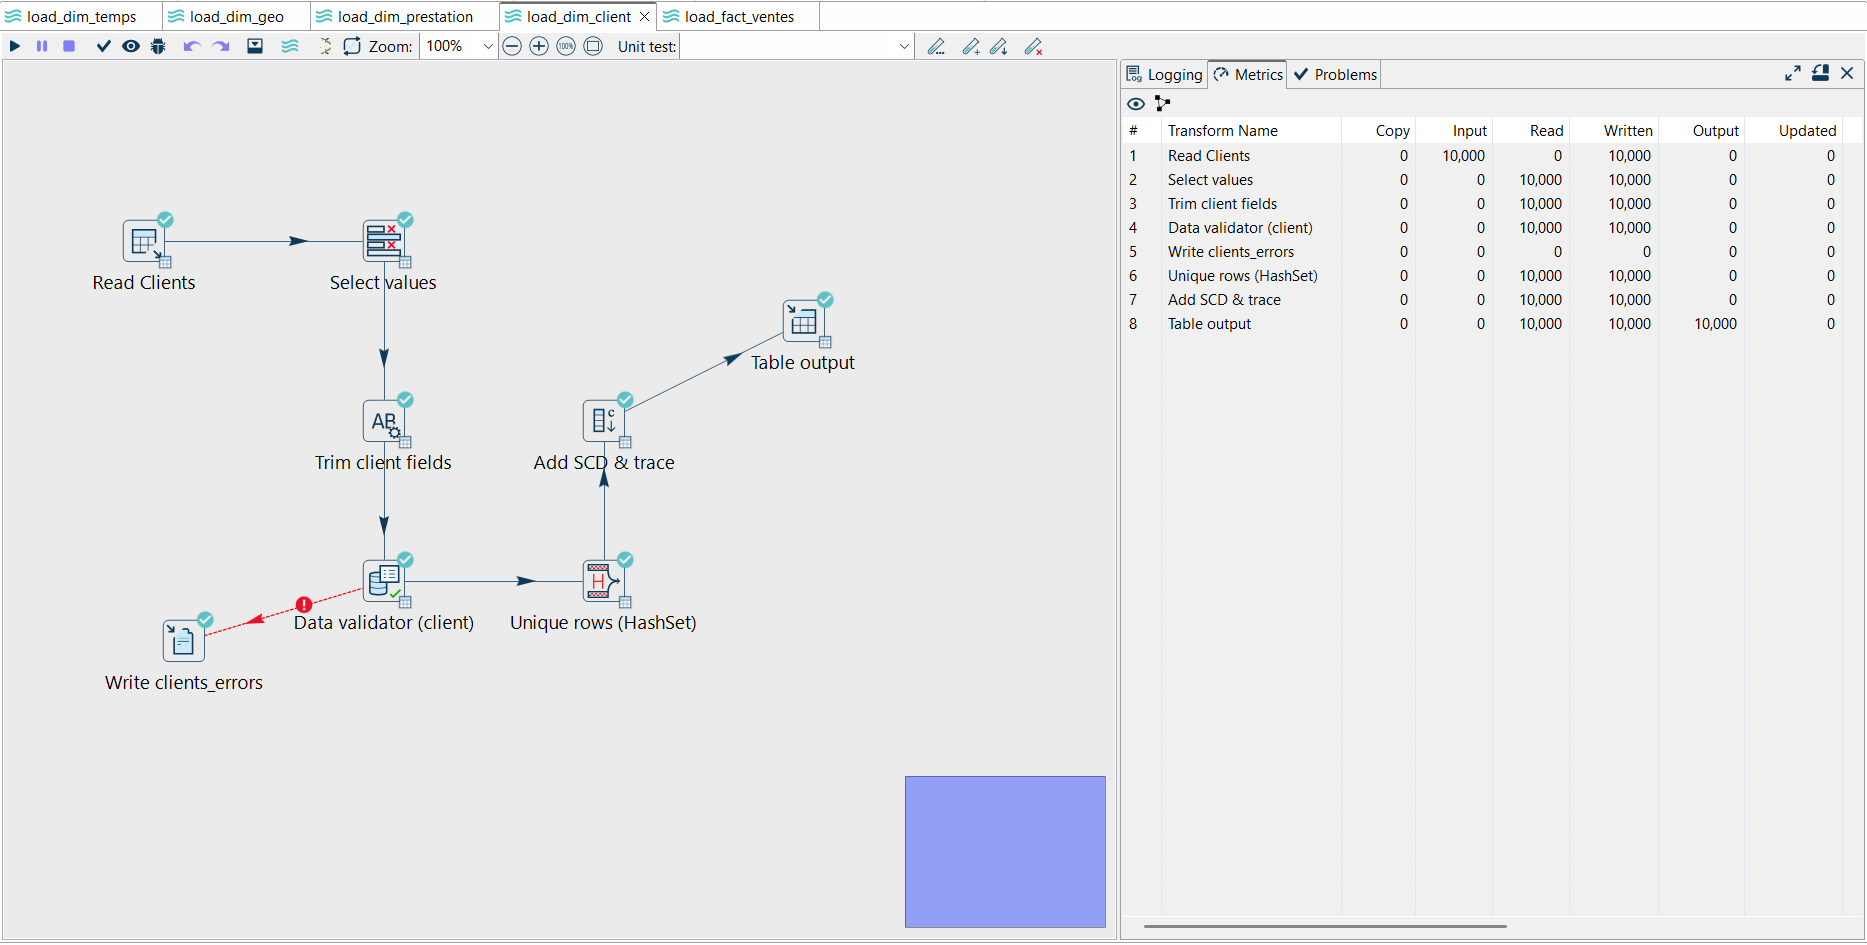 load_dim_temps load_dim_geo load_dim_prestation load_dim_client load_fact_ventes
Zoom: 100% 100% Unit test:
Log Logging Metrics Problems
# Transform Name Copy Input Read Written Output Updated
1 Read Clients 0 10,000 0 10,000 0 0
2 Select values 0 0 10,000 10,000 0 0
3 Trim client fields 0 0 10,000 10,000 0 0
4 Data validator (client) 0 0 10,000 10,000 0 0
5 Write clients_errors 0 0 0 0 0 0
6 Unique rows (HashSet) 0 0 10,000 10,000 0 0
7 Add SCD & trace 0 0 10,000 10,000 0 0
8 Table output 0 0 10,000 10,000 10,000 0
Read Clients
Select values
Table output
AB
C
Trim client fields
Add SCD & trace
H
Data validator (client)
Unique rows (HashSet)
Write clients_errors